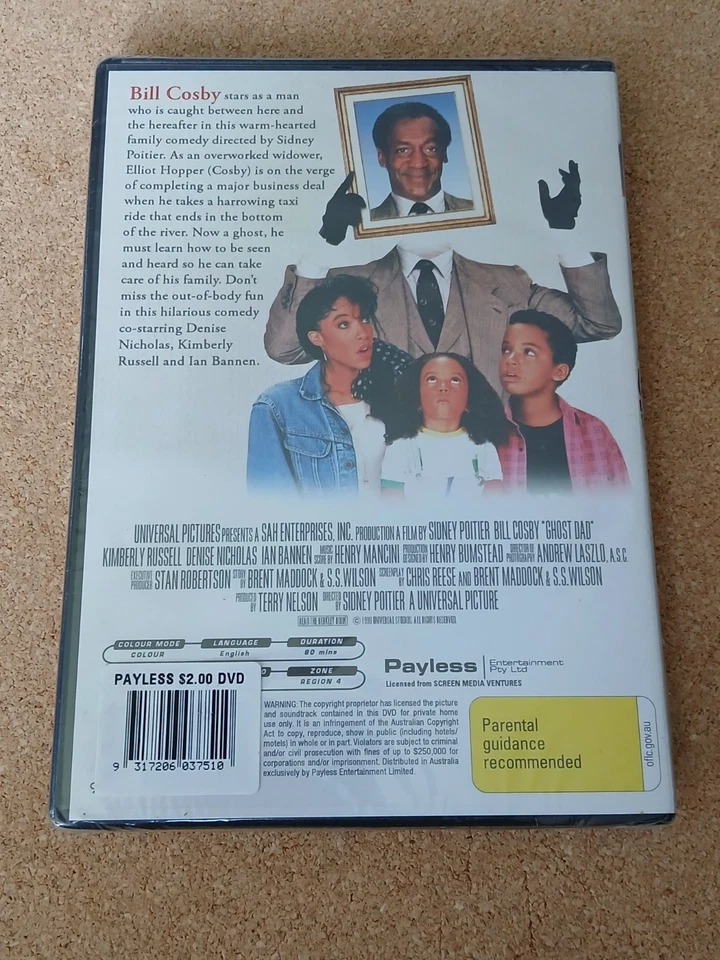 Bill Cosby stars as a man
who is caught between here and
the hereafter in this warm-hearted
family comedy directed by Sidney
Poitier. As an overworked widower,
Elliot Hopper (Cosby) is on the verge
of completing a major business deal
when he takes a harrowing taxi
ride that ends in the bottom
of the river. Now a ghost, he
must learn how to be seen
and heard so he can take
care of his family. Don't
miss the out-of-body fun
in this hilarious comedy
co-starring Denise
Nicholas, Kimberly
Russell and Ian Bannen.
UNIVERSAL PICTURES PRESENTS A SAH ENTERPRISES, INC. PRODUCTION A FILM BY SIDNEY POITIER BILL COSBY "GHOST DAD"
KIMBERLY RUSSELL DENISE NICHOLAS IAN BANNEN MUSIC SCORE BY HENRY MANCINI PRODUCTION DESIGNED BY HENRY BUMSTEAD DIRECTOR OF PHOTOGRAPHY ANDREW LASZLO, A.S.C.
EXECUTIVE PRODUCER STAN ROBERTSON STORY BY BRENT MADDOCK & S.S. WILSON SCREENPLAY BY CHRIS REESE AND BRENT MADDOCK & S.S. WILSON
PRODUCED BY TERRY NELSON DIRECTED BY SIDNEY POITIER A UNIVERSAL PICTURE
READ THE BERKLEY BOOK © 1990 UNIVERSAL STUDIOS. ALL RIGHTS RESERVED.
COLOUR MODE LANGUAGE DURATION
COLOUR English 80 mins
ZONE
REGION 4
Payless Entertainment Pty Ltd
Licensed from SCREEN MEDIA VENTURES
PAYLESS $2.00 DVD
9 317206 037510
WARNING: The copyright proprietor has licensed the picture
and soundtrack contained in this DVD for private home
use only. It is an infringement of the Australian Copyright
Act to copy, reproduce, show in public (including hotels/
motels) in whole or in part. Violators are subject to criminal
and/or civil prosecution with fines of up to $250,000 for
corporations and/or imprisonment. Distributed in Australia
exclusively by Payless Entertainment Limited.
Parental
guidance
recommended
oflc.gov.au